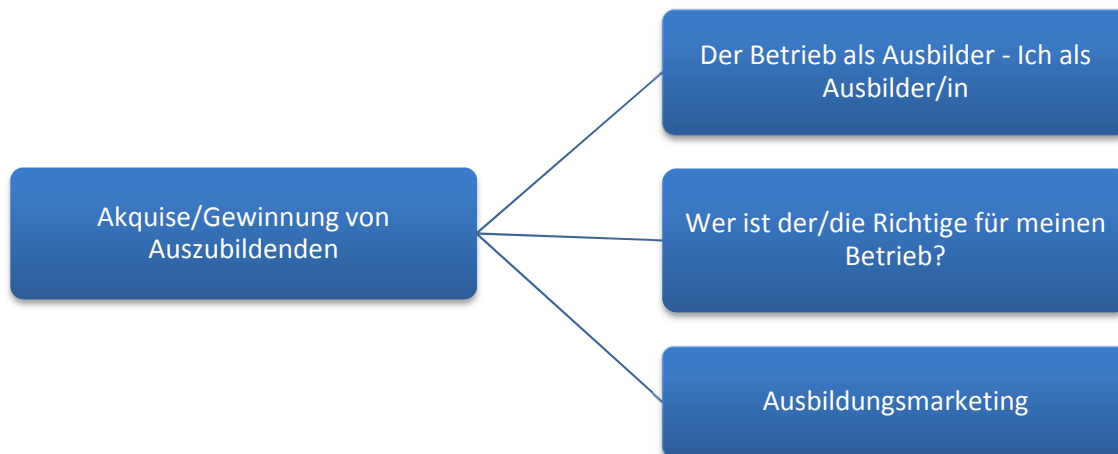 Der Betrieb als Ausbilder - Ich als
Ausbilder/in
Akquise/Gewinnung von
Auszubildenden
Wer ist der/die Richtige für meinen
Betrieb?
Ausbildungsmarketing